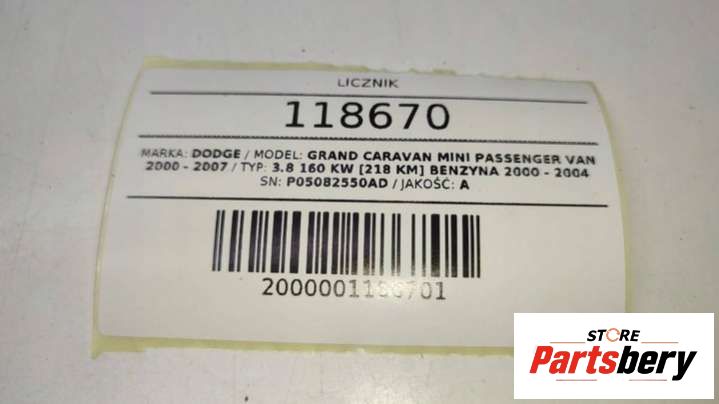 LICZNIK
118670
MARKA: DODGE / MODEL: GRAND CARAVAN MINI PASSENGER VAN
2000 - 2007 / TYP: 3.8 160 KW [218 KM] BENZYNA 2000 - 2004
SN: P05082550AD / JAKOŚĆ: A
STORE
Partsbery